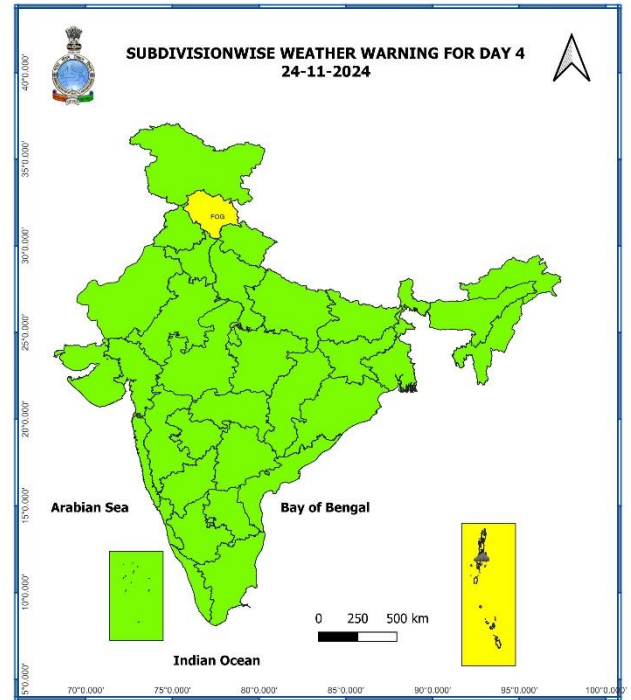 SUBDIVISIONWISE WEATHER WARNING FOR DAY 4
24-11-2024
40°0.000'
35°0.000'
FOG
30°0.000'
25°0.000'
20°0.000'
15°0.000'
Arabian Sea
Bay of Bengal
10°0.000'
0 250 500 km
Indian Ocean
5°0.000'
70°0.000' 75°0.000' 80°0.000' 85°0.000' 90°0.000' 95°0.000' 100°0.000'